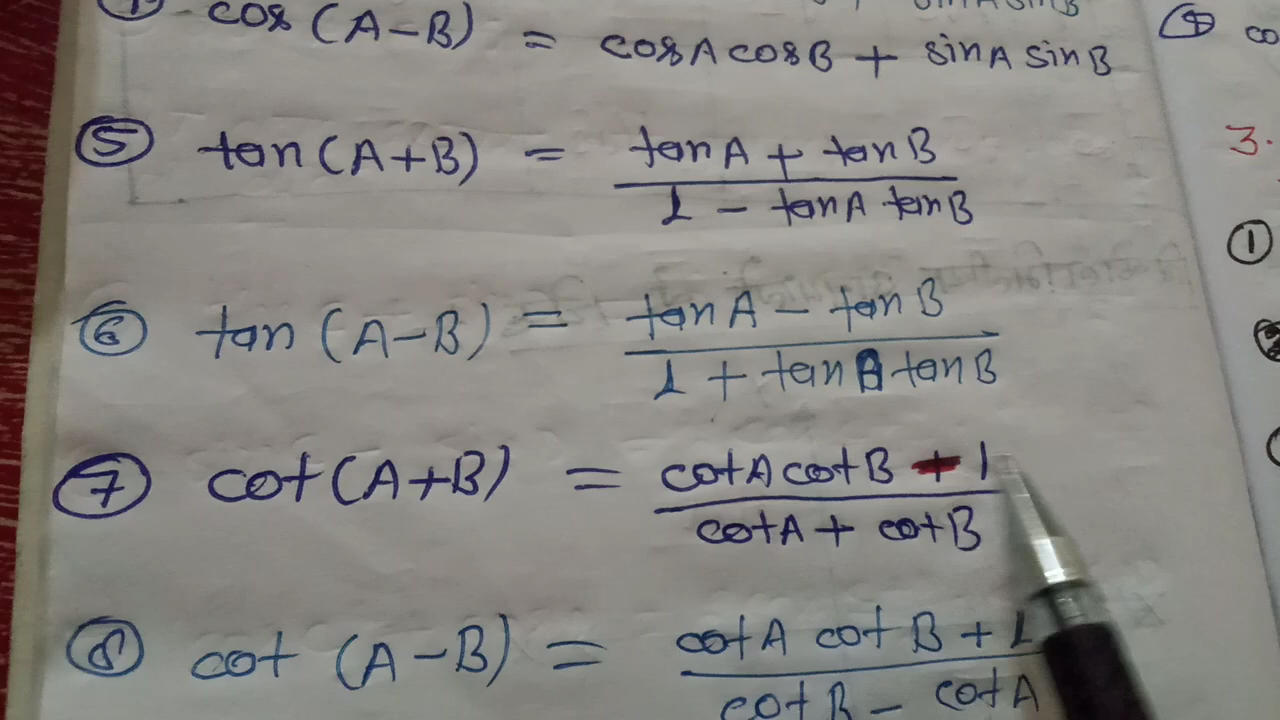 cos (A-B) = cosA cosB + sinA sinB
⑤ tan(A+B) = tanA + tanB / 1 - tanA tanB
3.
①
⑥ tan (A-B) = tanA - tanB / 1 + tanA tanB
⑦ cot(A+B) = cotA cotB - 1 / cotA + cotB
⑧ cot (A-B) = cotA cotB + 1 / cotB - cotA